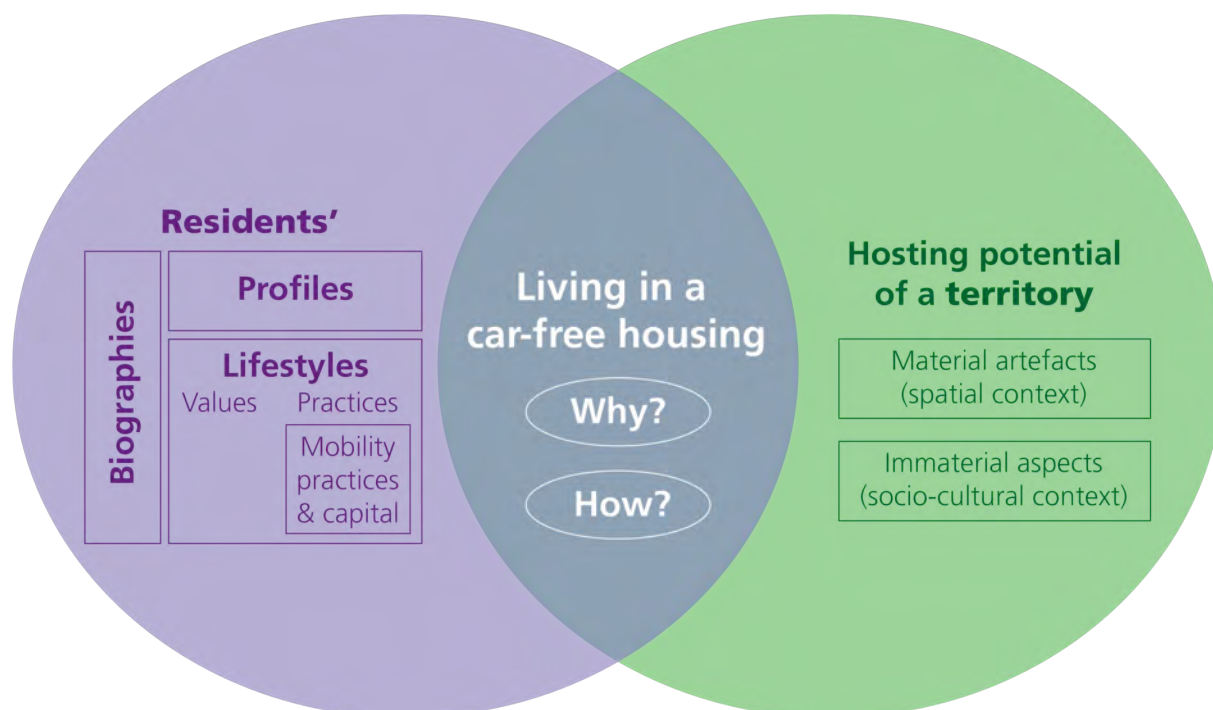 Residents’
Biographies
Profiles
Lifestyles
Values Practices
Mobility
practices
& capital
Living in a
car-free housing
Why?
How?
Hosting potential
of a territory
Material artefacts
(spatial context)
Immaterial aspects
(socio-cultural context)